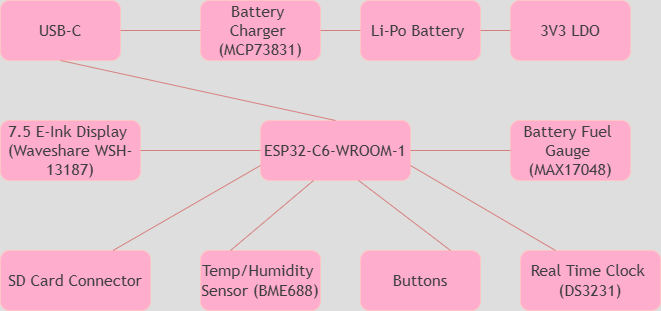 USB-C
Battery
Charger
(MCP73831)
Li-Po Battery
3V3 LDO
7.5 E-Ink Display
(Waveshare WSH-
13187)
ESP32-C6-WROOM-1
Battery Fuel
Gauge
(MAX17048)
SD Card Connector
Temp/Humidity
Sensor (BME688)
Buttons
Real Time Clock
(DS3231)